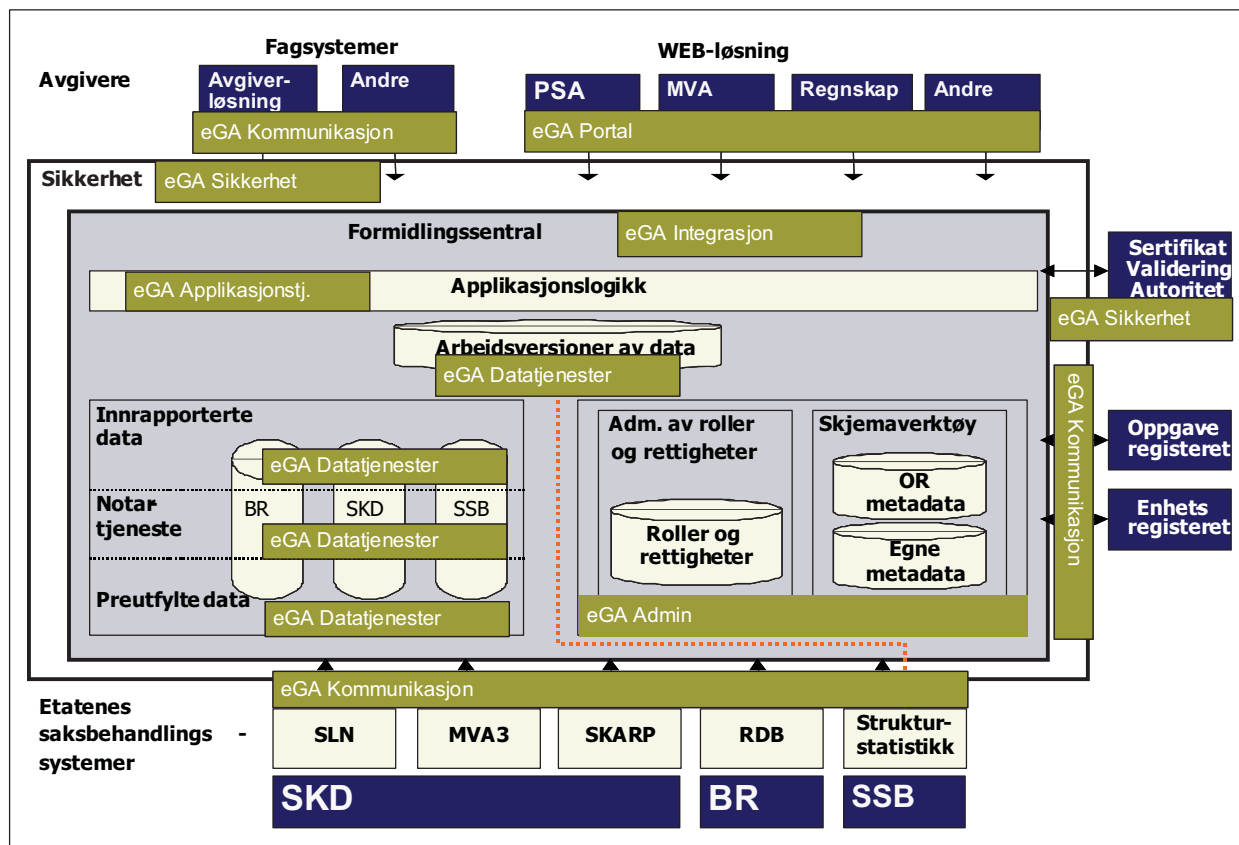 Fagsystemer
WEB-løsning
Avgivere
Avgiver-
løsning
Andre
PSA
MVA
Regnskap
Andre
eGA Kommunikasjon
eGA Portal
Sikkerhet
eGA Sikkerhet
Formidlingssentral
eGA Integrasjon
Sertifikat
Validering
Autoritet
eGA Sikkerhet
eGA Applikasjonstj.
Applikasjonslogikk
Arbeidsversioner av data
eGA Datatjenester
Innrapporterte
data
eGA Datatjenester
Notar-
tjeneste
BR
SKD
SSB
eGA Datatjenester
Preutfylte data
eGA Datatjenester
Adm. av roller
og rettigheter
Roller og
rettigheter
Skjemaverktøy
OR
metadata
Egne
metadata
eGA Admin
eGA Kommunikasjon
Oppgave
registeret
Enhets
registeret
eGA Kommunikasjon
Etatenes
saksbehandlings -
systemer
SLN
MVA3
SKARP
RDB
Struktur-
statistikk
SKD
BR
SSB